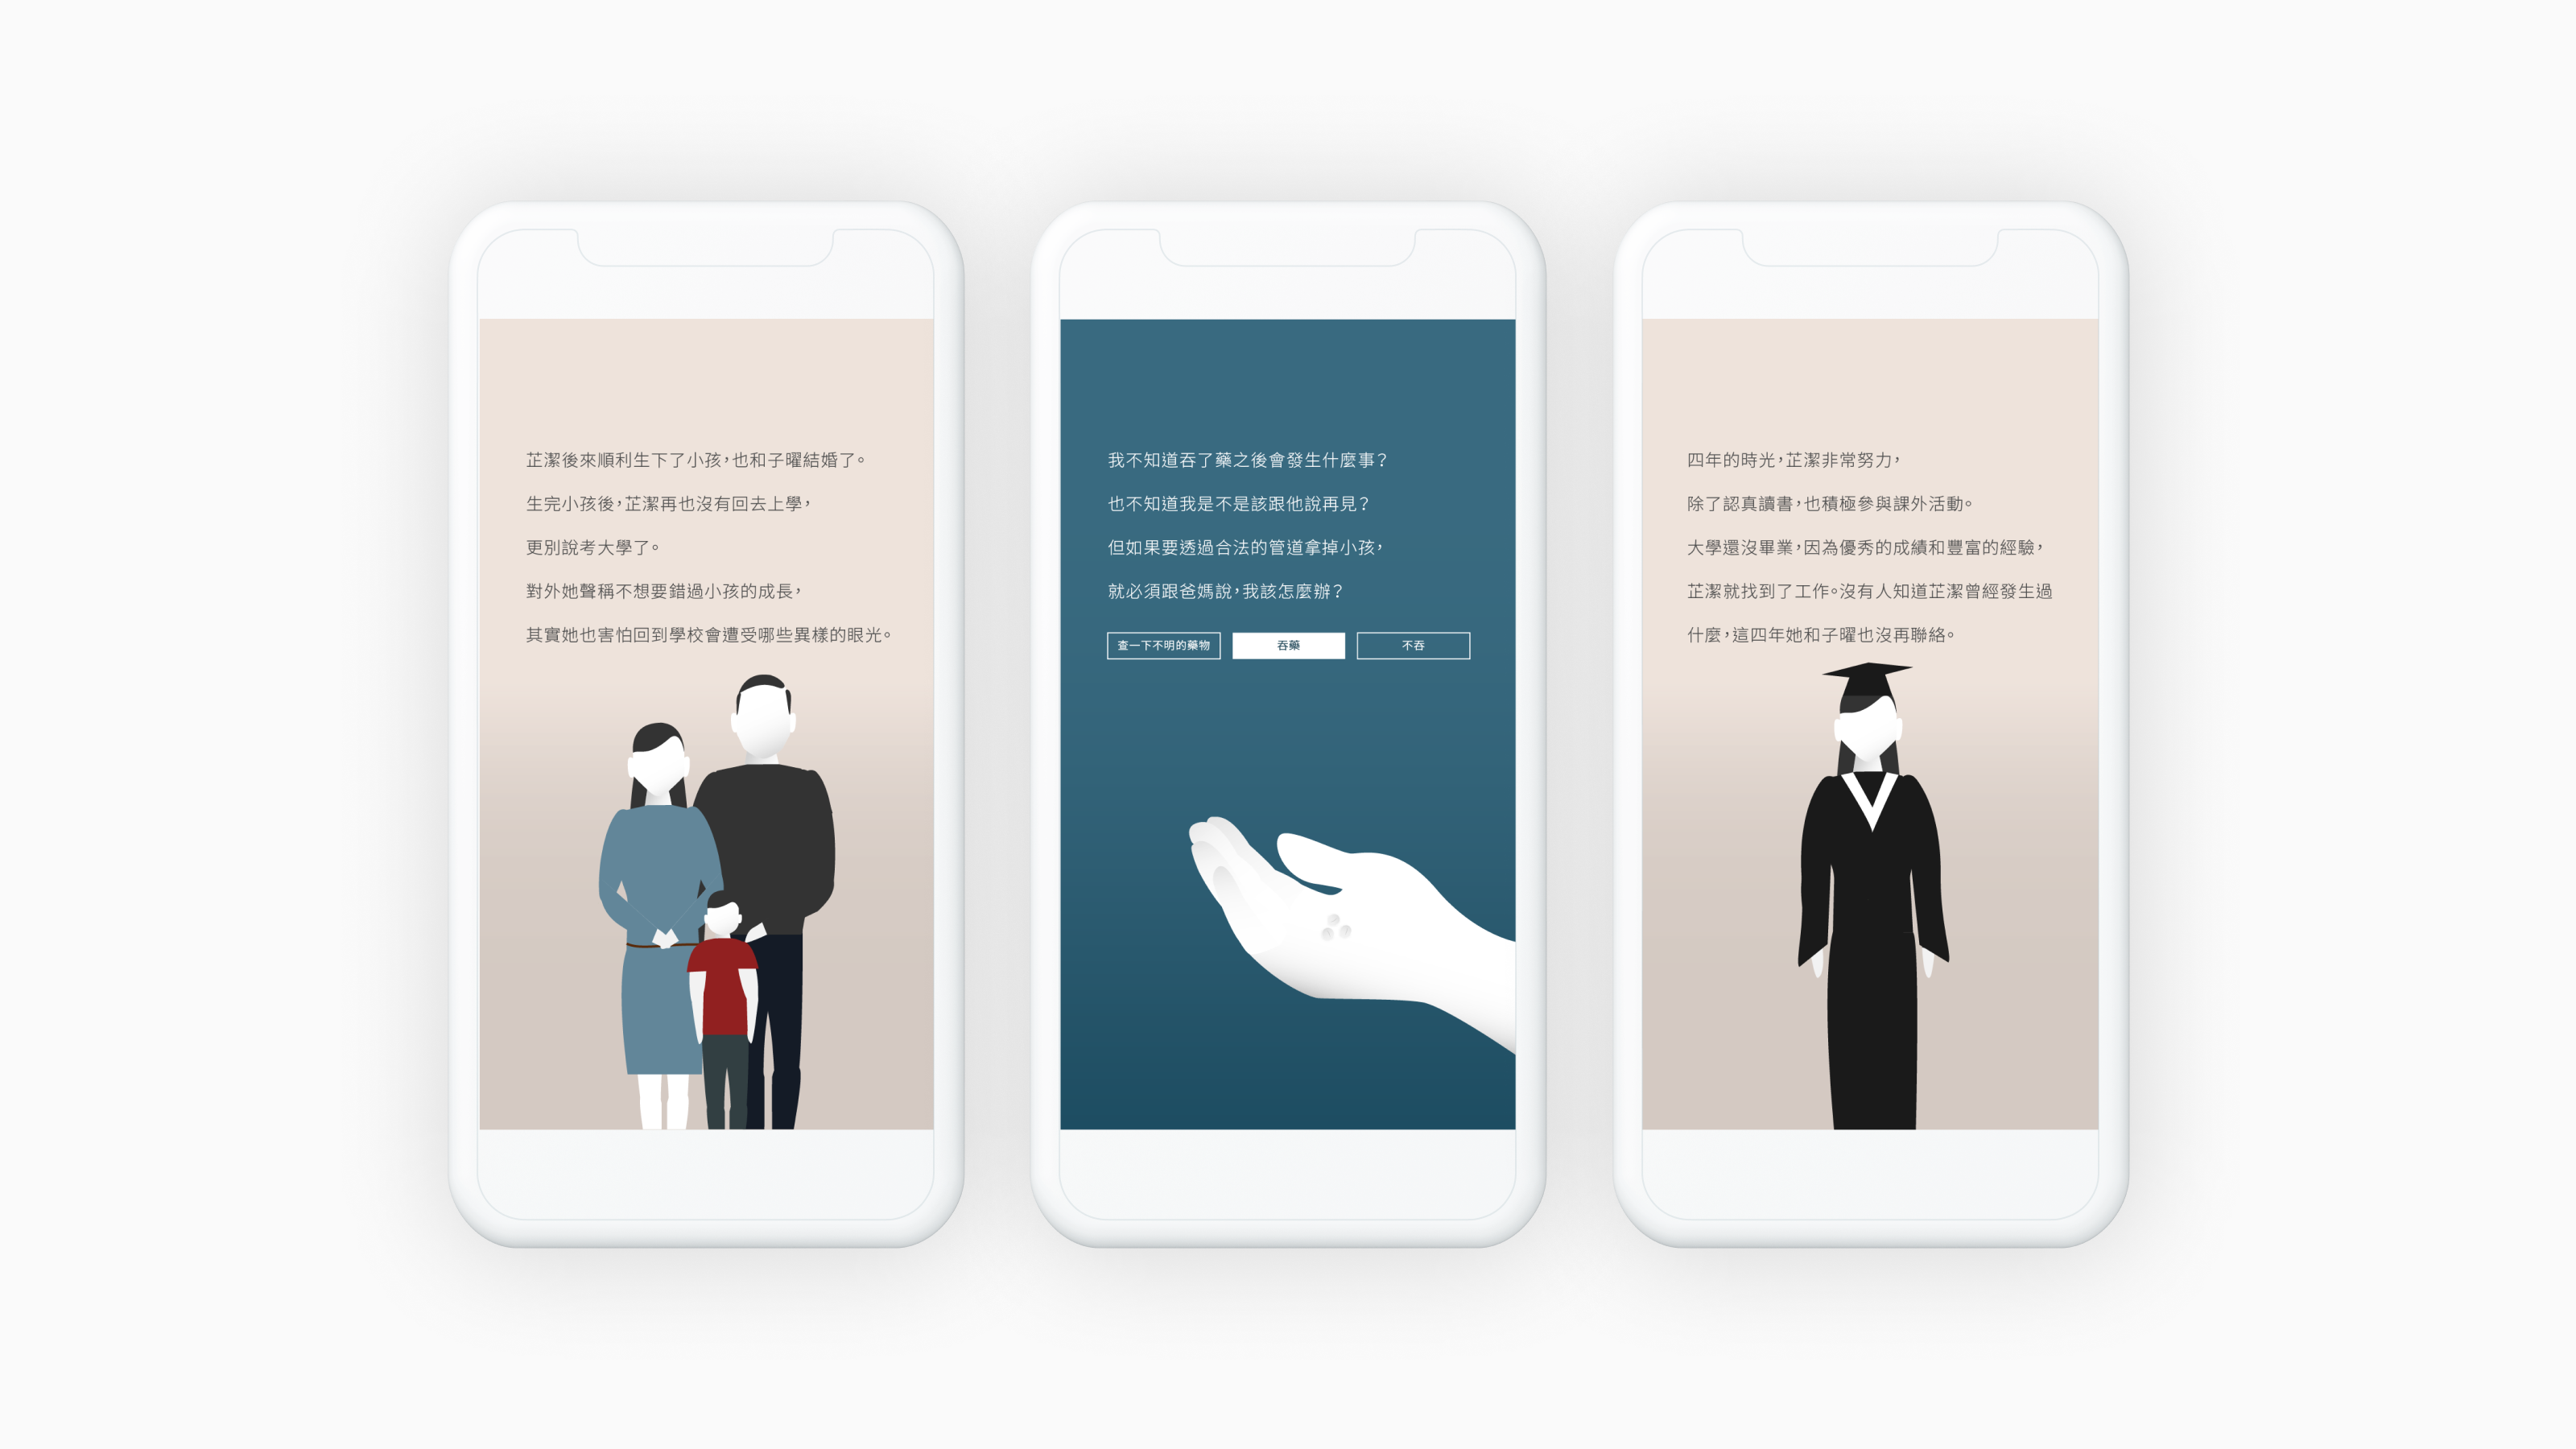 芷潔後來順利生下了小孩，也和子曜結婚了。
生完小孩後，芷潔再也沒有回去上學，
更別說考大學了。
對外她聲稱不想要錯過小孩的成長，
其實她也害怕回到學校會遭受哪些異樣的眼光。
我不知道吞了藥之後會發生什麼事？
也不知道我是不是該跟他說再見？
但如果要透過合法的管道拿掉小孩，
就必須跟爸媽說，我該怎麼辦？
查一下不明的藥物
吞藥
不吞
四年的時光，芷潔非常努力，
除了認真讀書，也積極參與課外活動。
大學還沒畢業，因為優秀的成績和豐富的經驗，
芷潔就找到了工作。沒有人知道芷潔曾經發生過
什麼，這四年她和子曜也沒再聯絡。